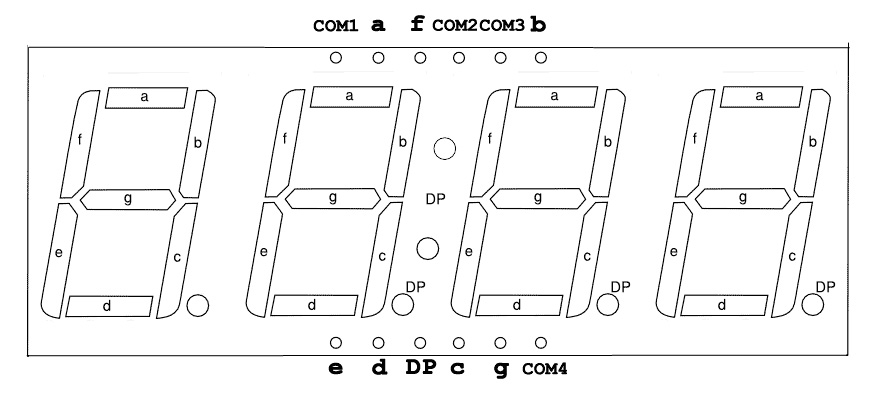 COM1 a f COM2 COM3 b
a a a a
f b f b f b f b
DP
g g g g
e c e c e c e c
DP DP DP
d d d d
e d DP c g COM4